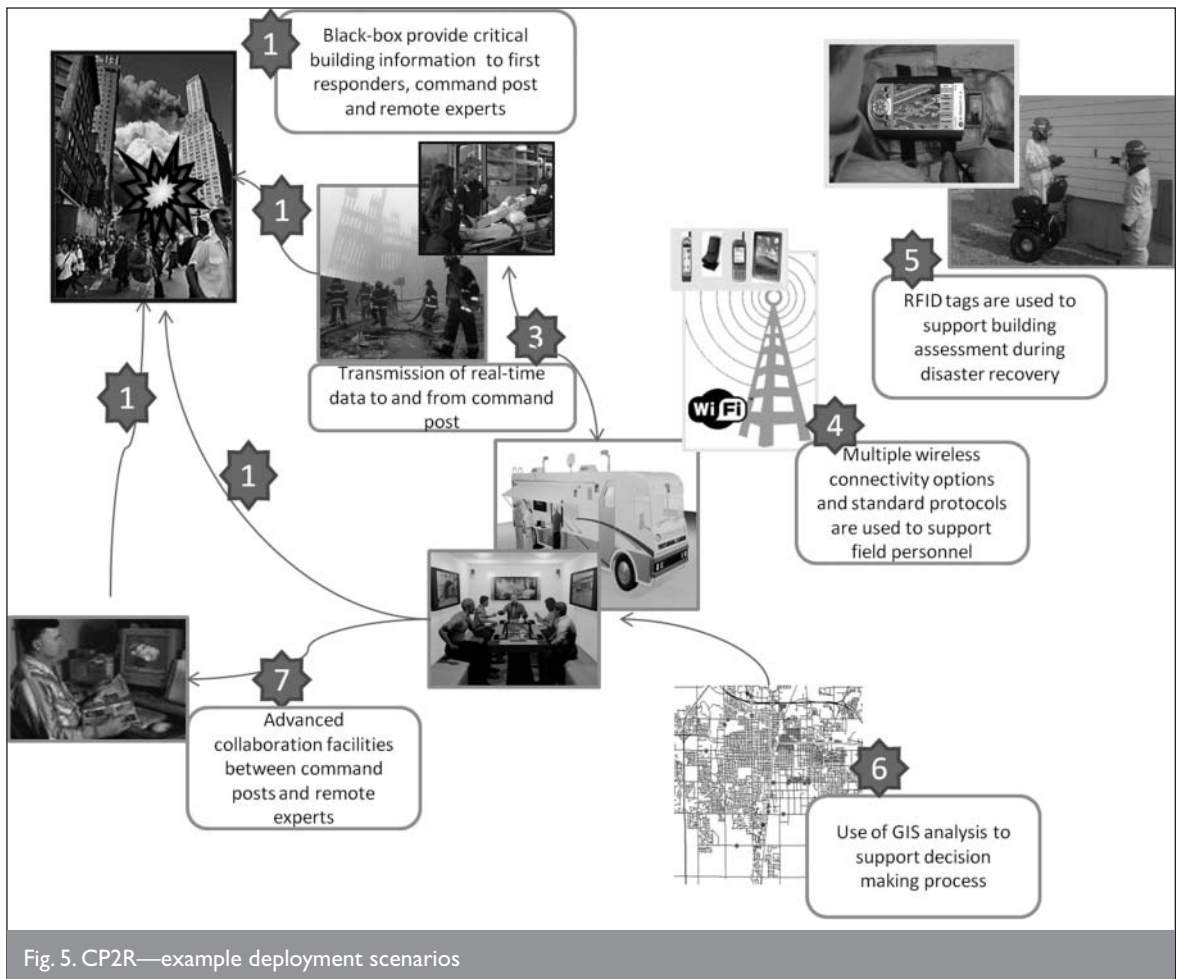 1
Black-box provide critical
building information to first
responders, command post
and remote experts
1
3
Transmission of real-time
data to and from command
post
1
1
WiFi
4
Multiple wireless
connectivity options
and standard protocols
are used to support
field personnel
5
RFID tags are used to
support building
assessment during
disaster recovery
7
Advanced
collaboration facilities
between command
posts and remote
experts
6
Use of GIS analysis to
support decision
making process
Fig. 5. CP2R—example deployment scenarios